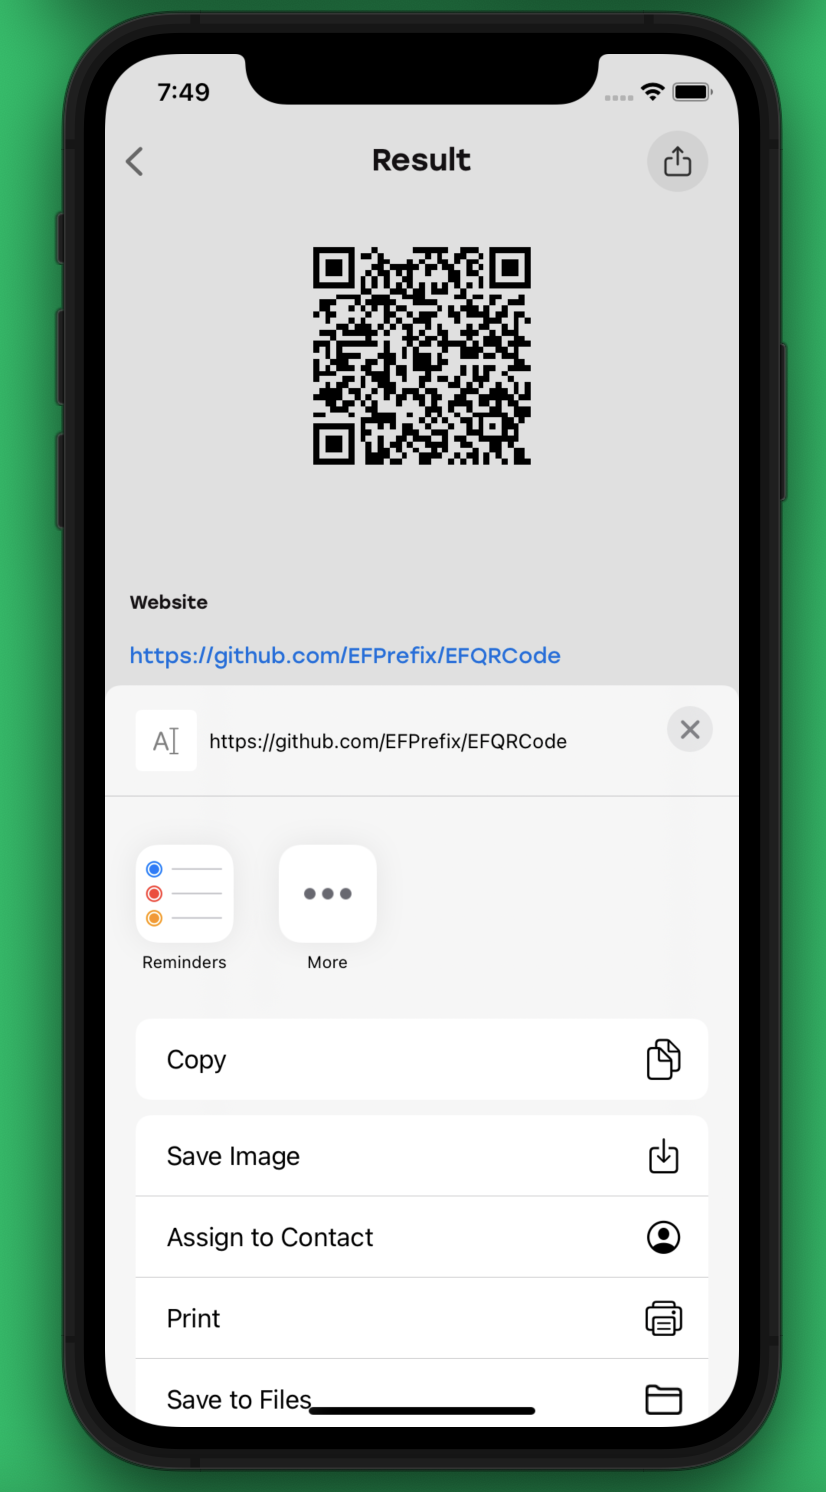 7:49
Result
Website
https://github.com/EFPrefix/EFQRCode
A
https://github.com/EFPrefix/EFQRCode
Reminders
More
Copy
Save Image
Assign to Contact
Print
Save to Files